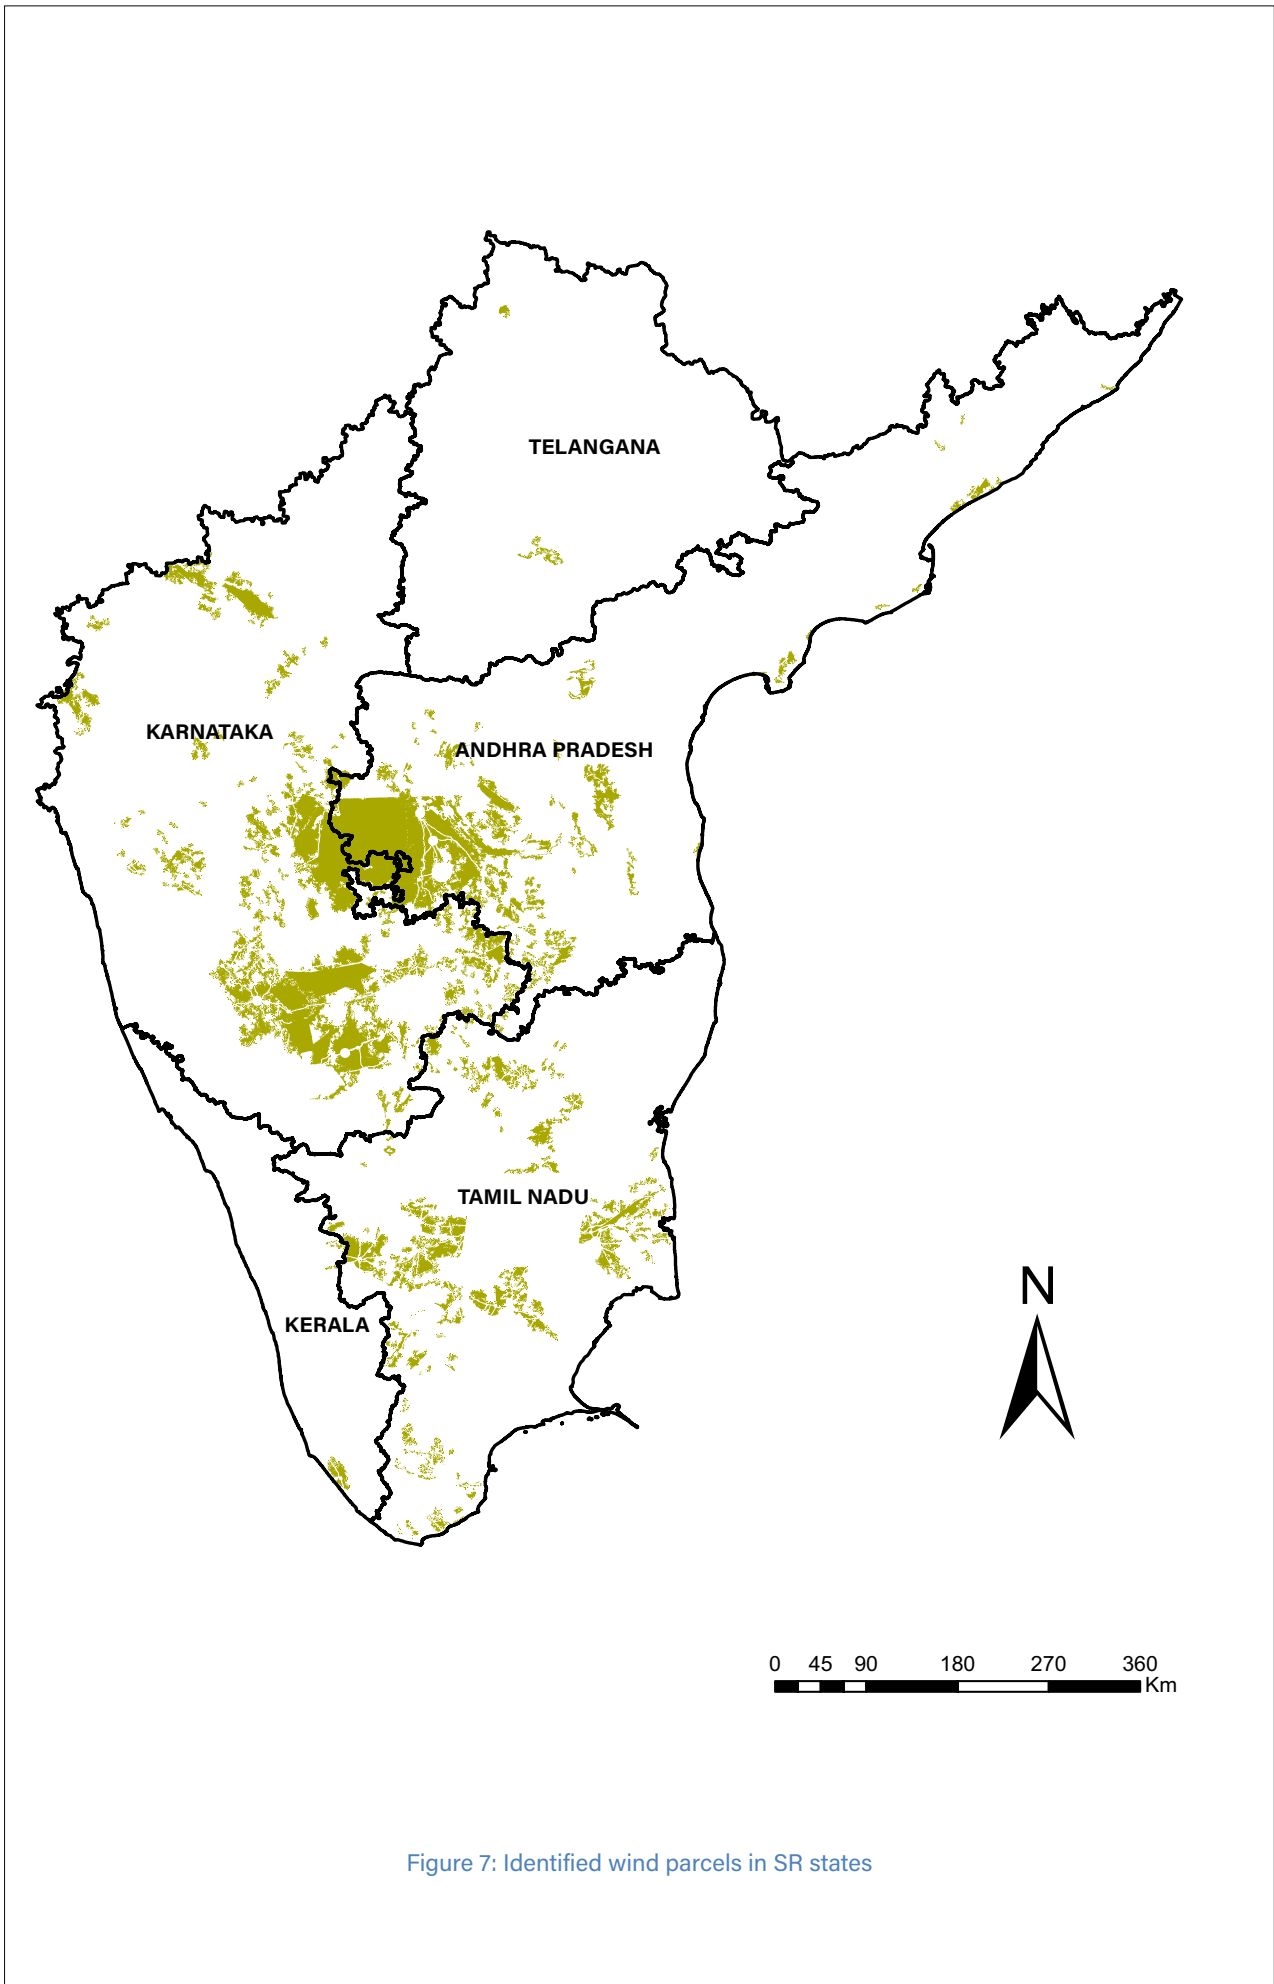 TELANGANA
KARNATAKA
ANDHRA PRADESH
TAMIL NADU
KERALA
N
0 45 90 180 270 360
Km
Figure 7: Identified wind parcels in SR states